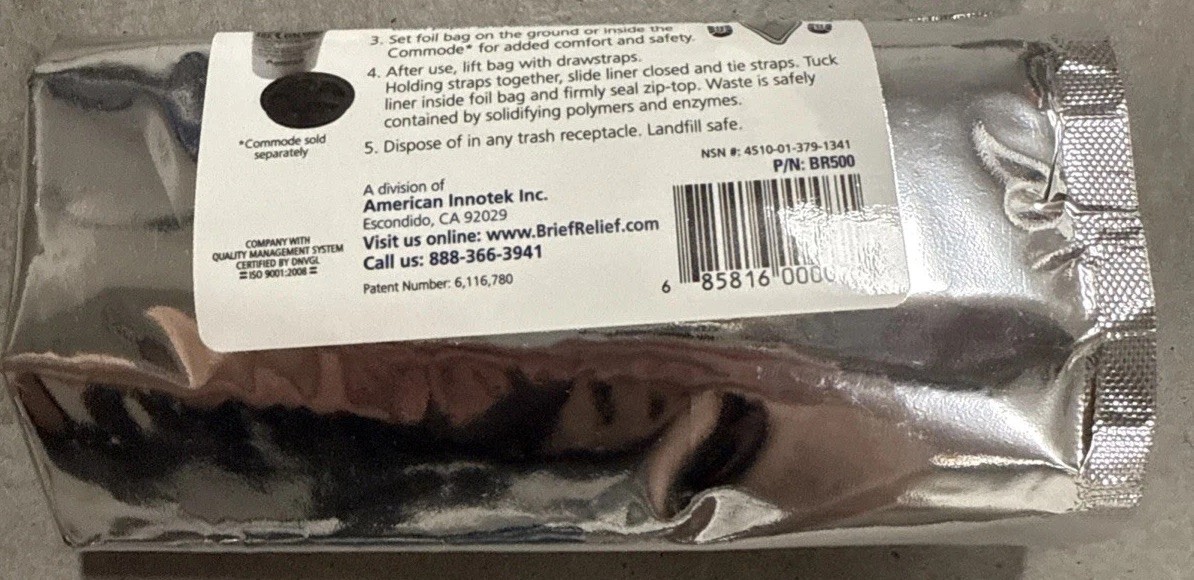 3. Set foil bag on the ground or inside the
Commode* for added comfort and safety.
4. After use, lift bag with drawstraps.
Holding straps together, slide liner closed and tie straps. Tuck
liner inside foil bag and firmly seal zip-top. Waste is safely
contained by solidifying polymers and enzymes.
5. Dispose of in any trash receptacle. Landfill safe.
*Commode sold
separately
NSN #: 4510-01-379-1341
P/N: BR500
A division of
American Innotek Inc.
Escondido, CA 92029
Visit us online: www.BriefRelief.com
Call us: 888-366-3941
Patent Number: 6,116,780
COMPANY WITH
QUALITY MANAGEMENT SYSTEM
CERTIFIED BY DNVGL
=ISO 9001:2008=
6 85816